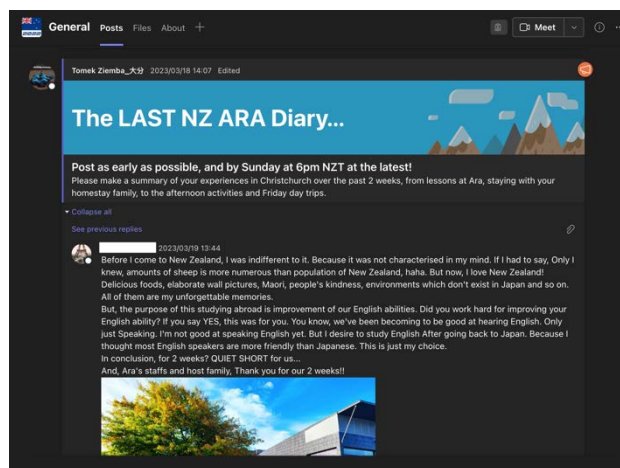 General Posts Files About +
Meet
Tomek Ziemba_大分 2023/03/18 14:07 Edited
The LAST NZ ARA Diary...
Post as early as possible, and by Sunday at 6pm NZT at the latest!
Please make a summary of your experiences in Christchurch over the past 2 weeks, from lessons at Ara, staying with your
homestay family, to the afternoon activities and Friday day trips.
Collapse all
See previous replies
2023/03/19 13:44
Before I come to New Zealand, I was indifferent to it. Because it was not characterised in my mind. If I had to say, Only I
knew, amounts of sheep is more numerous than population of New Zealand, haha. But now, I love New Zealand!
Delicious foods, elaborate wall pictures, Maori, people's kindness, environments which don't exist in Japan and so on.
All of them are my unforgettable memories.
But, the purpose of this studying abroad is improvement of our English abilities. Did you work hard for improving your
English ability? If you say YES, this was for you. You know, we've been becoming to be good at hearing English. Only
just Speaking. I'm not good at speaking English yet. But I desire to study English After going back to Japan. Because I
thought most English speakers are more friendly than Japanese. This is just my choice.
In conclusion, for 2 weeks? QUIET SHORT for us...
And, Ara's staffs and host family, Thank you for our 2 weeks!!